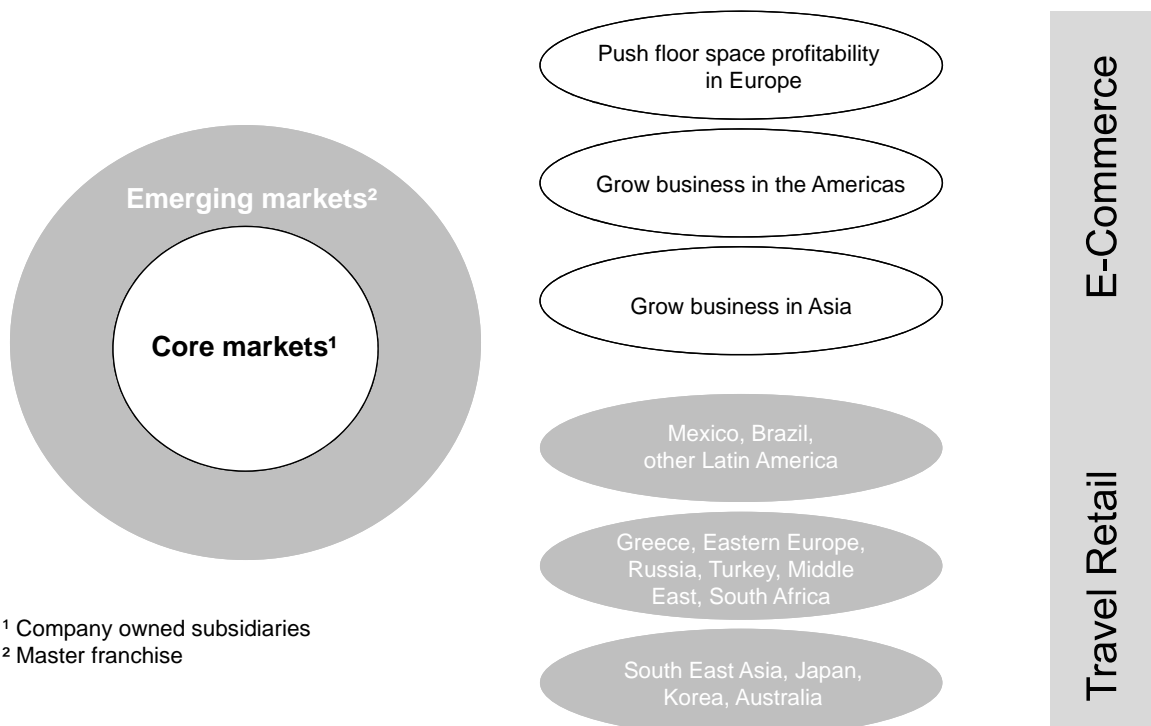 Emerging markets²
Core markets¹
¹ Company owned subsidiaries
² Master franchise
Push floor space profitability
in Europe
Grow business in the Americas
Grow business in Asia
Mexico, Brazil,
other Latin America
Greece, Eastern Europe,
Russia, Turkey, Middle
East, South Africa
South East Asia, Japan,
Korea, Australia
E-Commerce
Travel Retail